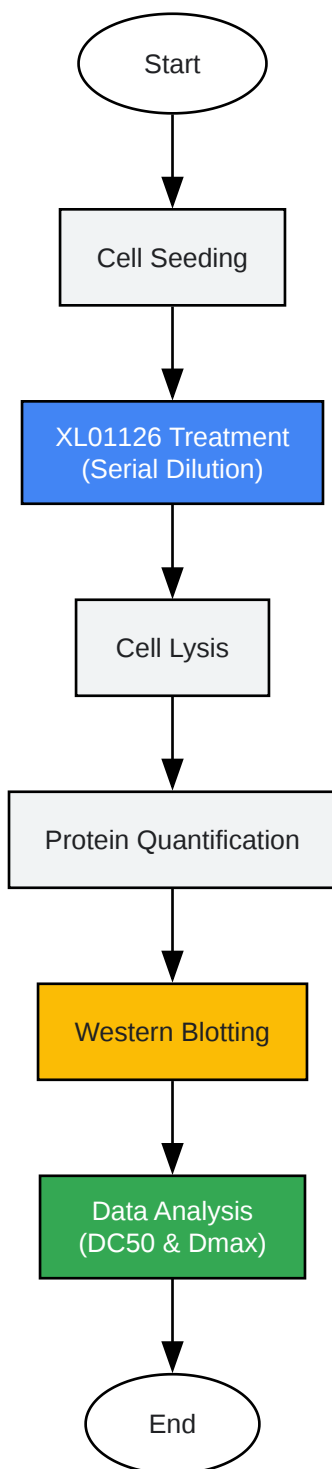 Start
Cell Seeding
XL01126 Treatment
(Serial Dilution)
Cell Lysis
Protein Quantification
Western Blotting
Data Analysis
(DC50 & Dmax)
End